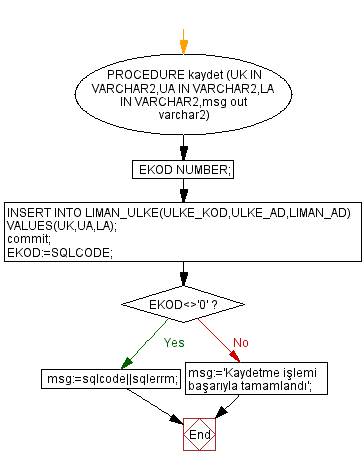 PROCEDURE kaydet (UK IN
VARCHAR2,UA IN VARCHAR2,LA
IN VARCHAR2,msg out
varchar2)
EKOD NUMBER;
INSERT INTO LIMAN_ULKE(ULKE_KOD,ULKE_AD,LIMAN_AD)
VALUES(UK,UA,LA);
commit;
EKOD:=SQLCODE;
EKOD<>'0' ?
Yes
No
msg:=sqlcode||sqlerrm;
msg:='Kaydetme işlemi
başarıyla tamamlandı';
End